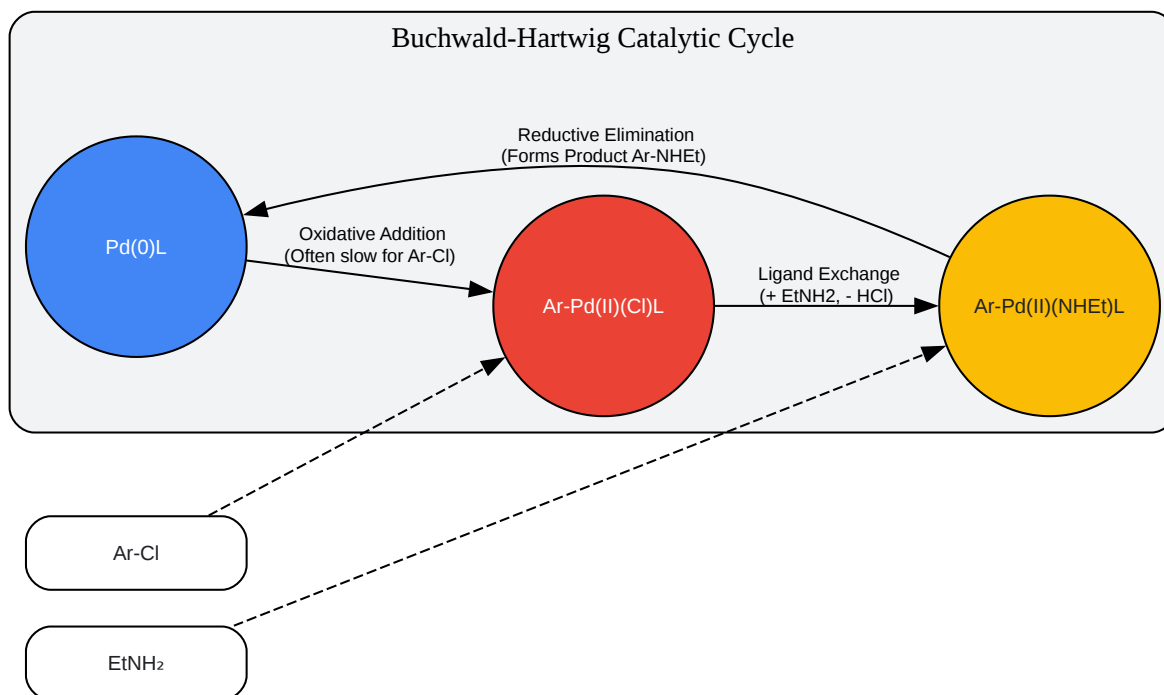 Buchwald-Hartwig Catalytic Cycle
Reductive Elimination
(Forms Product Ar-NHEt)
Pd(0)L
Oxidative Addition
(Often slow for Ar-Cl)
Ar-Pd(II)(Cl)L
Ligand Exchange
(+ EtNH2, - HCl)
Ar-Pd(II)(NHEt)L
Ar-Cl
EtNH₂